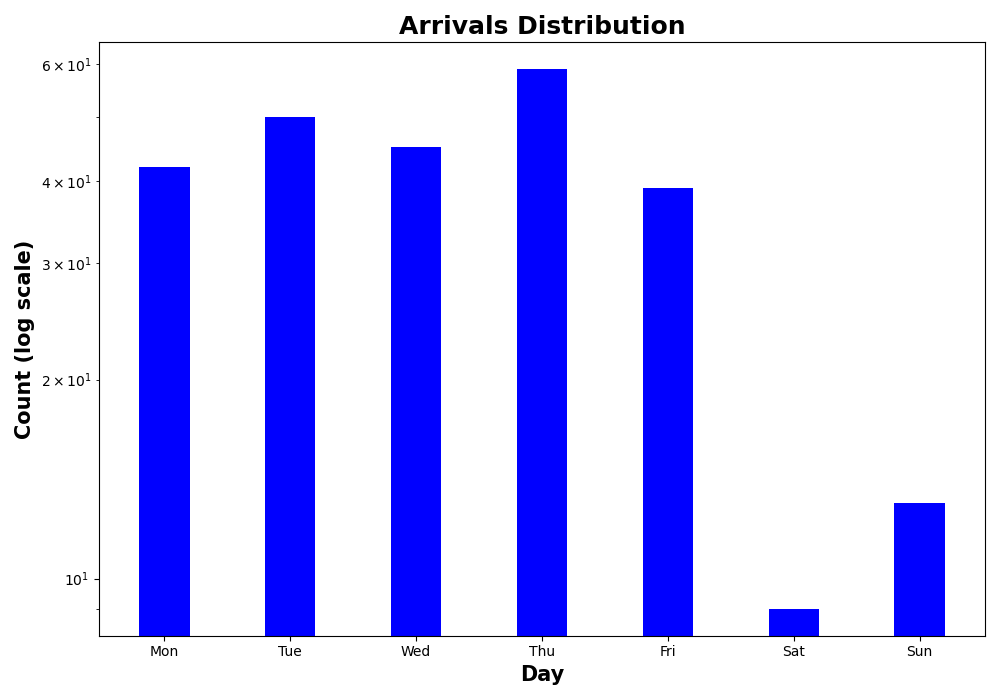 Arrivals Distribution
6 × 10¹
4 × 10¹
3 × 10¹
2 × 10¹
10¹
Count (log scale)
Mon Tue Wed Thu Fri Sat Sun
Day